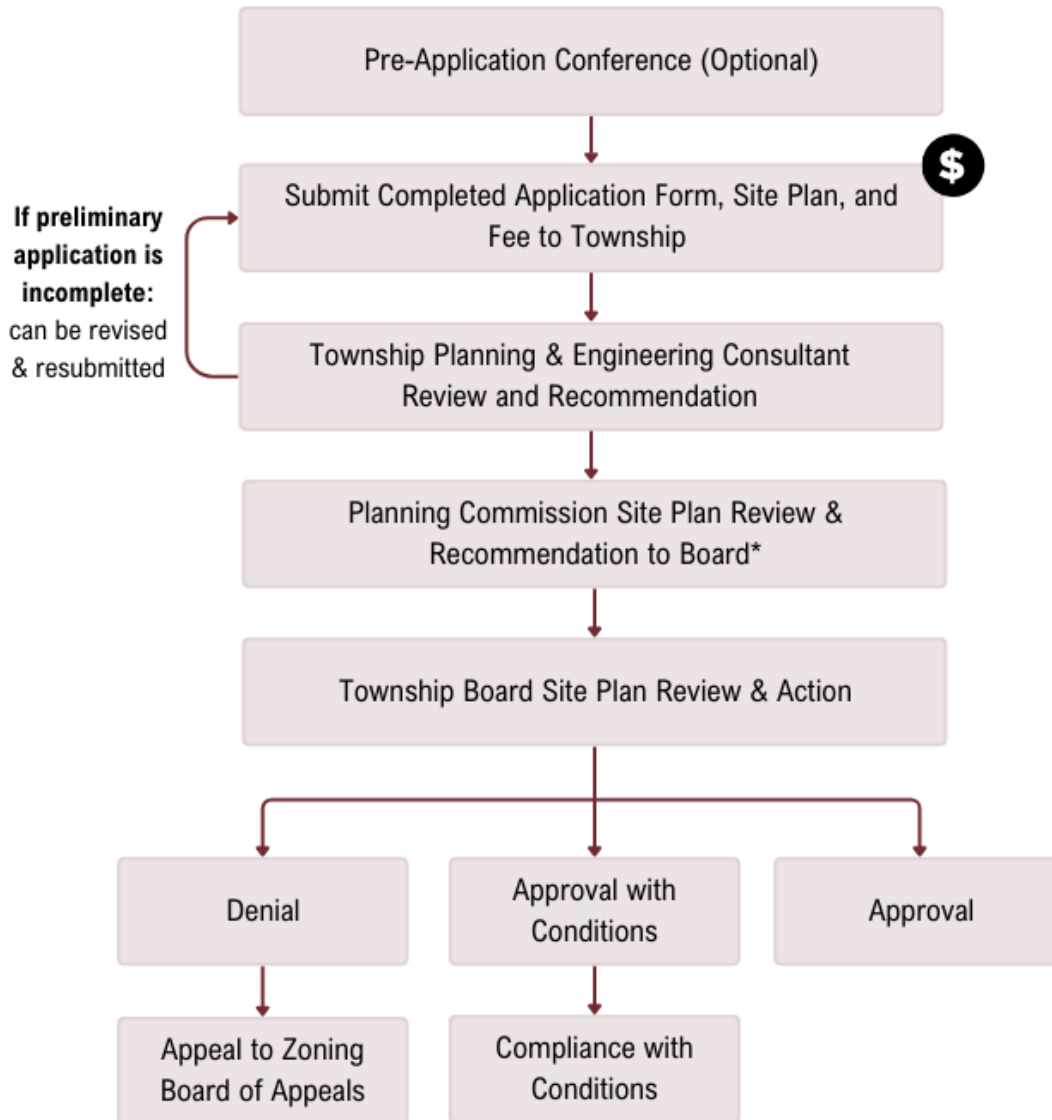 Pre-Application Conference (Optional)
$
Submit Completed Application Form, Site Plan, and
Fee to Township
If preliminary
application is
incomplete:
can be revised
& resubmitted
Township Planning & Engineering Consultant
Review and Recommendation
Planning Commission Site Plan Review &
Recommendation to Board*
Township Board Site Plan Review & Action
Denial
Approval with
Conditions
Approval
Appeal to Zoning
Board of Appeals
Compliance with
Conditions